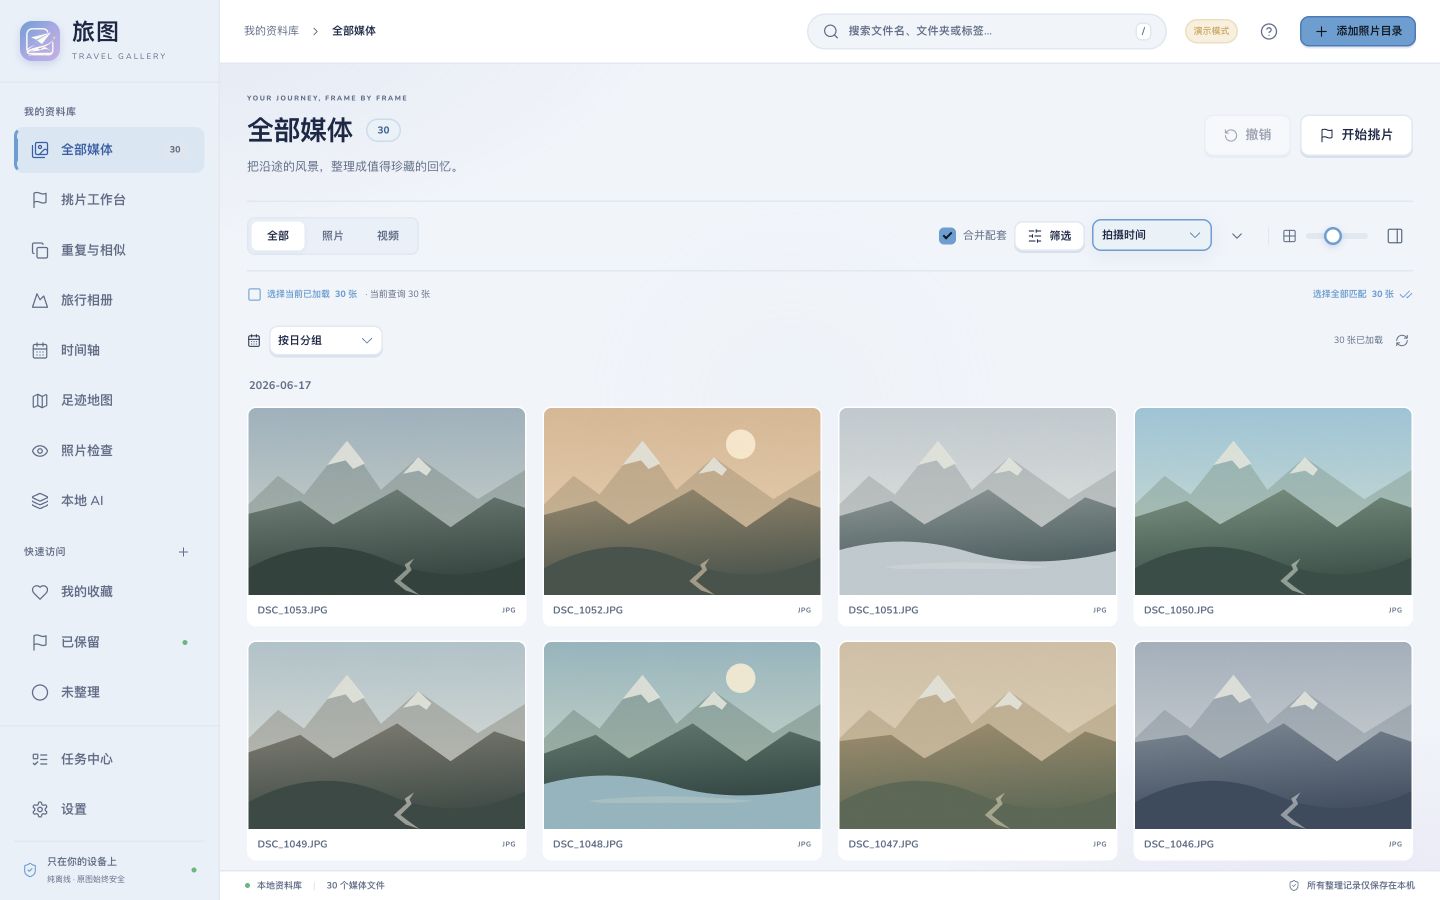 旅图
TRAVEL GALLERY
我的资料库
全部媒体 30
挑片工作台
重复与相似
旅行相册
时间轴
足迹地图
照片检查
本地 AI
快速访问
我的收藏
已保留
未整理
任务中心
设置
只在你的设备上
纯离线 · 原图始终安全
我的资料库 全部媒体
搜索文件名、文件夹或标签... /
演示模式
添加照片目录
YOUR JOURNEY, FRAME BY FRAME
全部媒体 30
把沿途的风景，整理成值得珍藏的回忆。
撤销 开始挑片
全部 照片 视频
合并配套 筛选 拍摄时间
选择当前已加载 30 张 · 当前查询 30 张
选择全部匹配 30 张
按日分组
30 张已加载
2026-06-17
DSC_1053.JPG JPG
DSC_1052.JPG JPG
DSC_1051.JPG JPG
DSC_1050.JPG JPG
DSC_1049.JPG JPG
DSC_1048.JPG JPG
DSC_1047.JPG JPG
DSC_1046.JPG JPG
本地资料库 30 个媒体文件
所有整理记录仅保存在本机